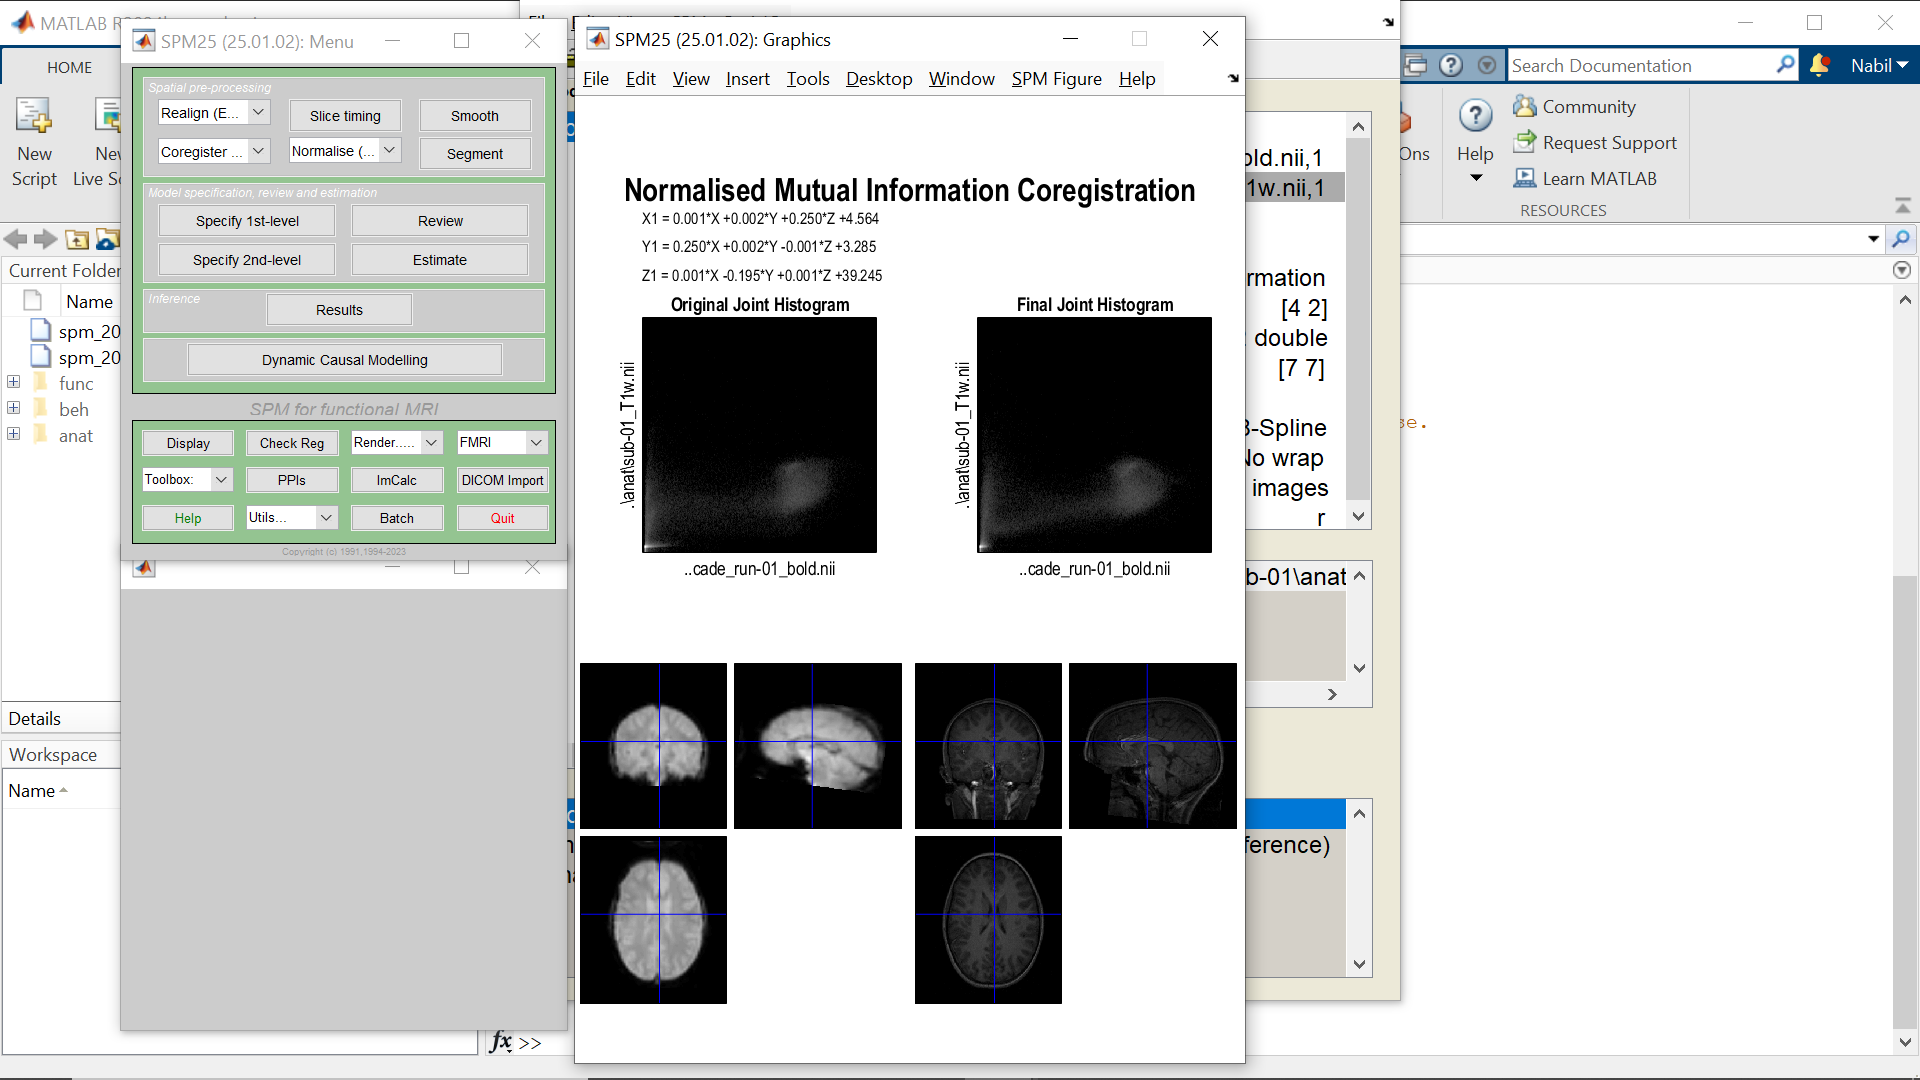 MATLAB R
SPM25 (25.01.02): Menu
SPM25 (25.01.02): Graphics
HOME
Search Documentation
Nabil
File Edit View Insert Tools Desktop Window SPM Figure Help
New
Script
New
Live Sc
Ons
Help
Community
Request Support
Learn MATLAB
RESOURCES
Spatial pre-processing
Realign (E...
Slice timing
Smooth
Coregister ...
Normalise (...
Segment
Model specification, review and estimation
Specify 1st-level
Review
Specify 2nd-level
Estimate
Inference
Results
Dynamic Causal Modelling
SPM for functional MRI
Display
Check Reg
Render.....
FMRI
Toolbox:
PPIs
ImCalc
DICOM Import
Help
Utils...
Batch
Quit
Copyright (c) 1991,1994-2023
Current Folder
Name
spm_20
spm_20
func
beh
anat
Details
Workspace
Name
Normalised Mutual Information Coregistration
X1 = 0.001*X +0.002*Y +0.250*Z +4.564
Y1 = 0.250*X +0.002*Y -0.001*Z +3.285
Z1 = 0.001*X -0.195*Y +0.001*Z +39.245
Original Joint Histogram
Final Joint Histogram
.\anat\sub-01_T1w.nii
.\anat\sub-01_T1w.nii
..cade_run-01_bold.nii
..cade_run-01_bold.nii
old.nii,1
1w.nii,1
rmation
[4 2]
double
[7 7]
B-Spline
No wrap
images
r
se.
b-01\anat
ference)
fx >>